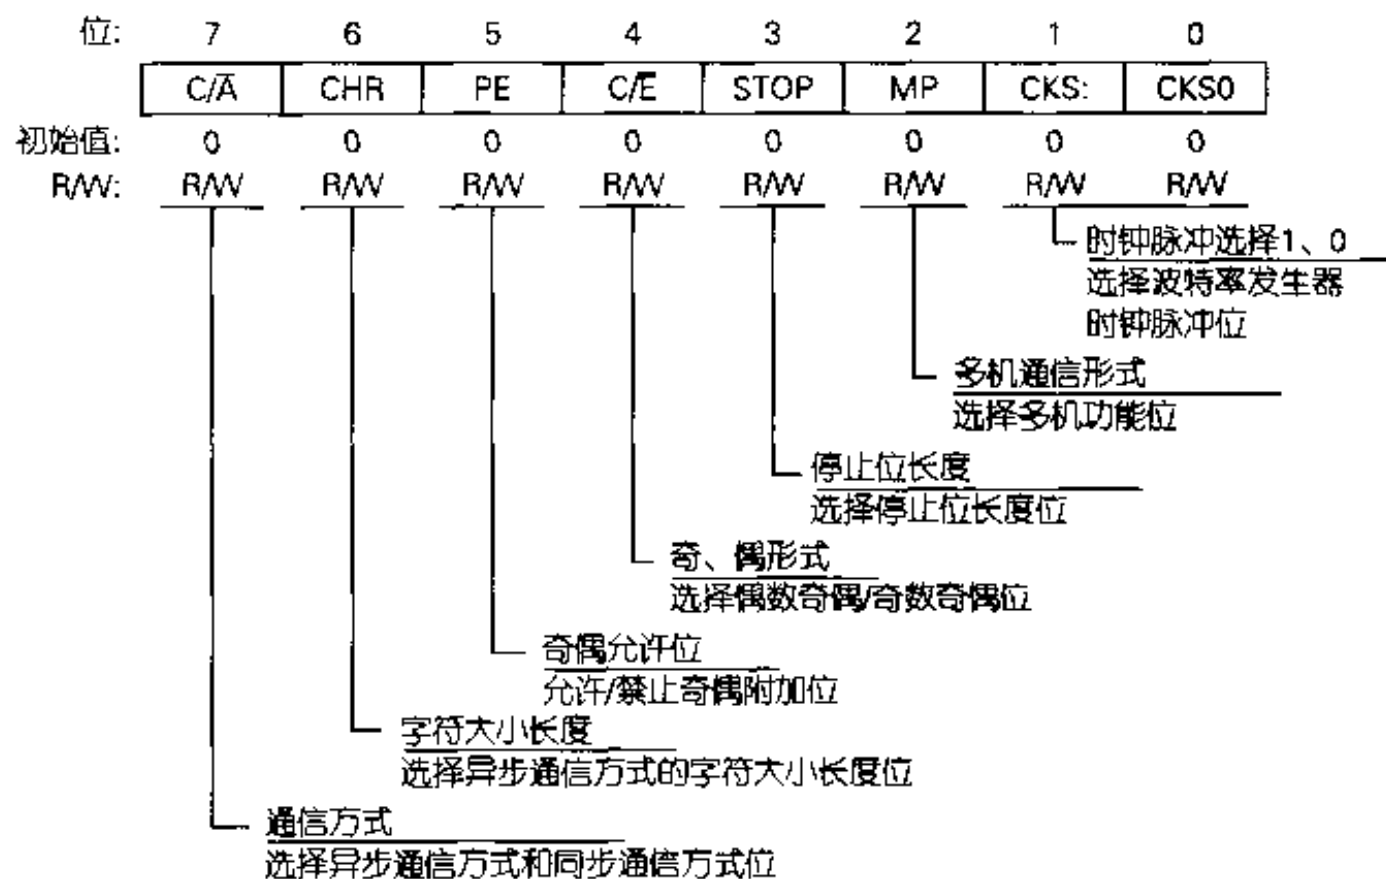 位: 7 6 5 4 3 2 1 0
C/A̅ CHR PE C/E̅ STOP MP CKS: CKS0
初始值: 0 0 0 0 0 0 0 0
R/W: R/W R/W R/W R/W R/W R/W R/W R/W
时钟脉冲选择1、0
选择波特率发生器
时钟脉冲位
多机通信形式
选择多机功能位
停止位长度
选择停止位长度位
奇、偶形式
选择偶数奇偶/奇数奇偶位
奇偶允许位
允许/禁止奇偶附加位
字符大小长度
选择异步通信方式的字符大小长度位
通信方式
选择异步通信方式和同步通信方式位